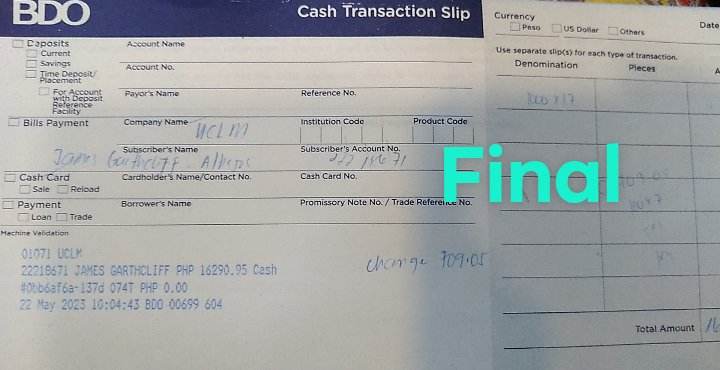 BDO
Cash Transaction Slip
Currency
Peso US Dollar Others
Date
Use separate slip(s) for each type of transaction.
Denomination Pieces
Deposits
Current
Savings
Time Deposit/
Placement
For Account
with Deposit
Reference
Facility
Account Name
Account No.
Payor's Name Reference No.
Bills Payment Company Name UCLM Institution Code Product Code
Subscriber's Name Subscriber's Account No.
James Garthcliff
Cash Card Cardholder's Name/Contact No. Cash Card No.
Sale Reload
Payment Borrower's Name Promissory Note No. / Trade Reference No.
Loan Trade
1000 x 17
Final
Machine Validation
01071 UCLM
22218671 JAMES GARTHCLIFF PHP 16290.95 Cash
#0bb6af6a-137d 074T PHP 0.00
22 May 2023 10:04:43 BDO 00699 604
change 709.05
Total Amount